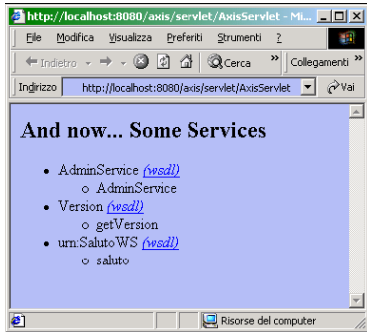 http://localhost:8080/axis/servlet/AxisServlet - Mi...
File Modifica Visualizza Preferiti Strumenti ?
Indietro Cerca » Collegamenti »
Indirizzo http://localhost:8080/axis/servlet/AxisServlet Vai
And now... Some Services
AdminService (wsdl)
AdminService
Version (wsdl)
getVersion
urn:SalutoWS (wsdl)
saluto
Risorse del computer